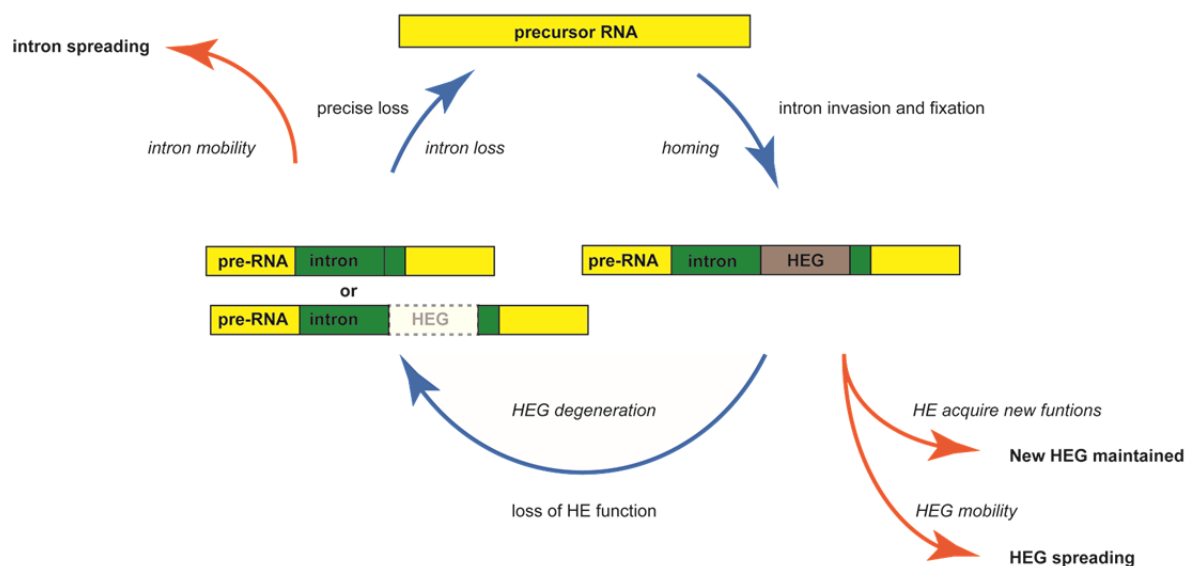 precursor RNA
intron spreading
precise loss
intron invasion and fixation
intron mobility
intron loss
homing
pre-RNA intron
or
pre-RNA intron HEG
pre-RNA intron HEG
HEG degeneration
loss of HE function
HE acquire new funtions
New HEG maintained
HEG mobility
HEG spreading